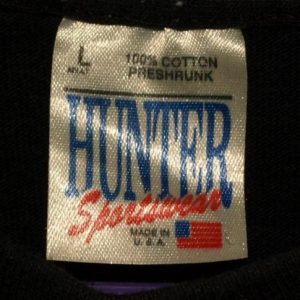 L
100% COTTON
PRESHRUNK
HUNTER
Sportswear
MADE IN
U.S.A.